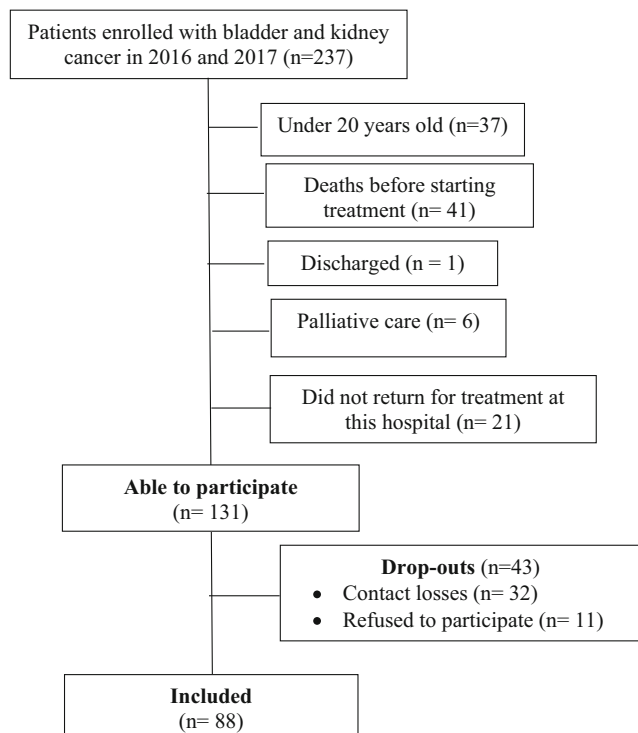 Patients enrolled with bladder and kidney
cancer in 2016 and 2017 (n=237)
Under 20 years old (n=37)
Deaths before starting
treatment (n= 41)
Discharged (n = 1)
Palliative care (n= 6)
Did not return for treatment at
this hospital (n= 21)
Able to participate
(n= 131)
Drop-outs (n=43)
• Contact losses (n= 32)
• Refused to participate (n= 11)
Included
(n= 88)